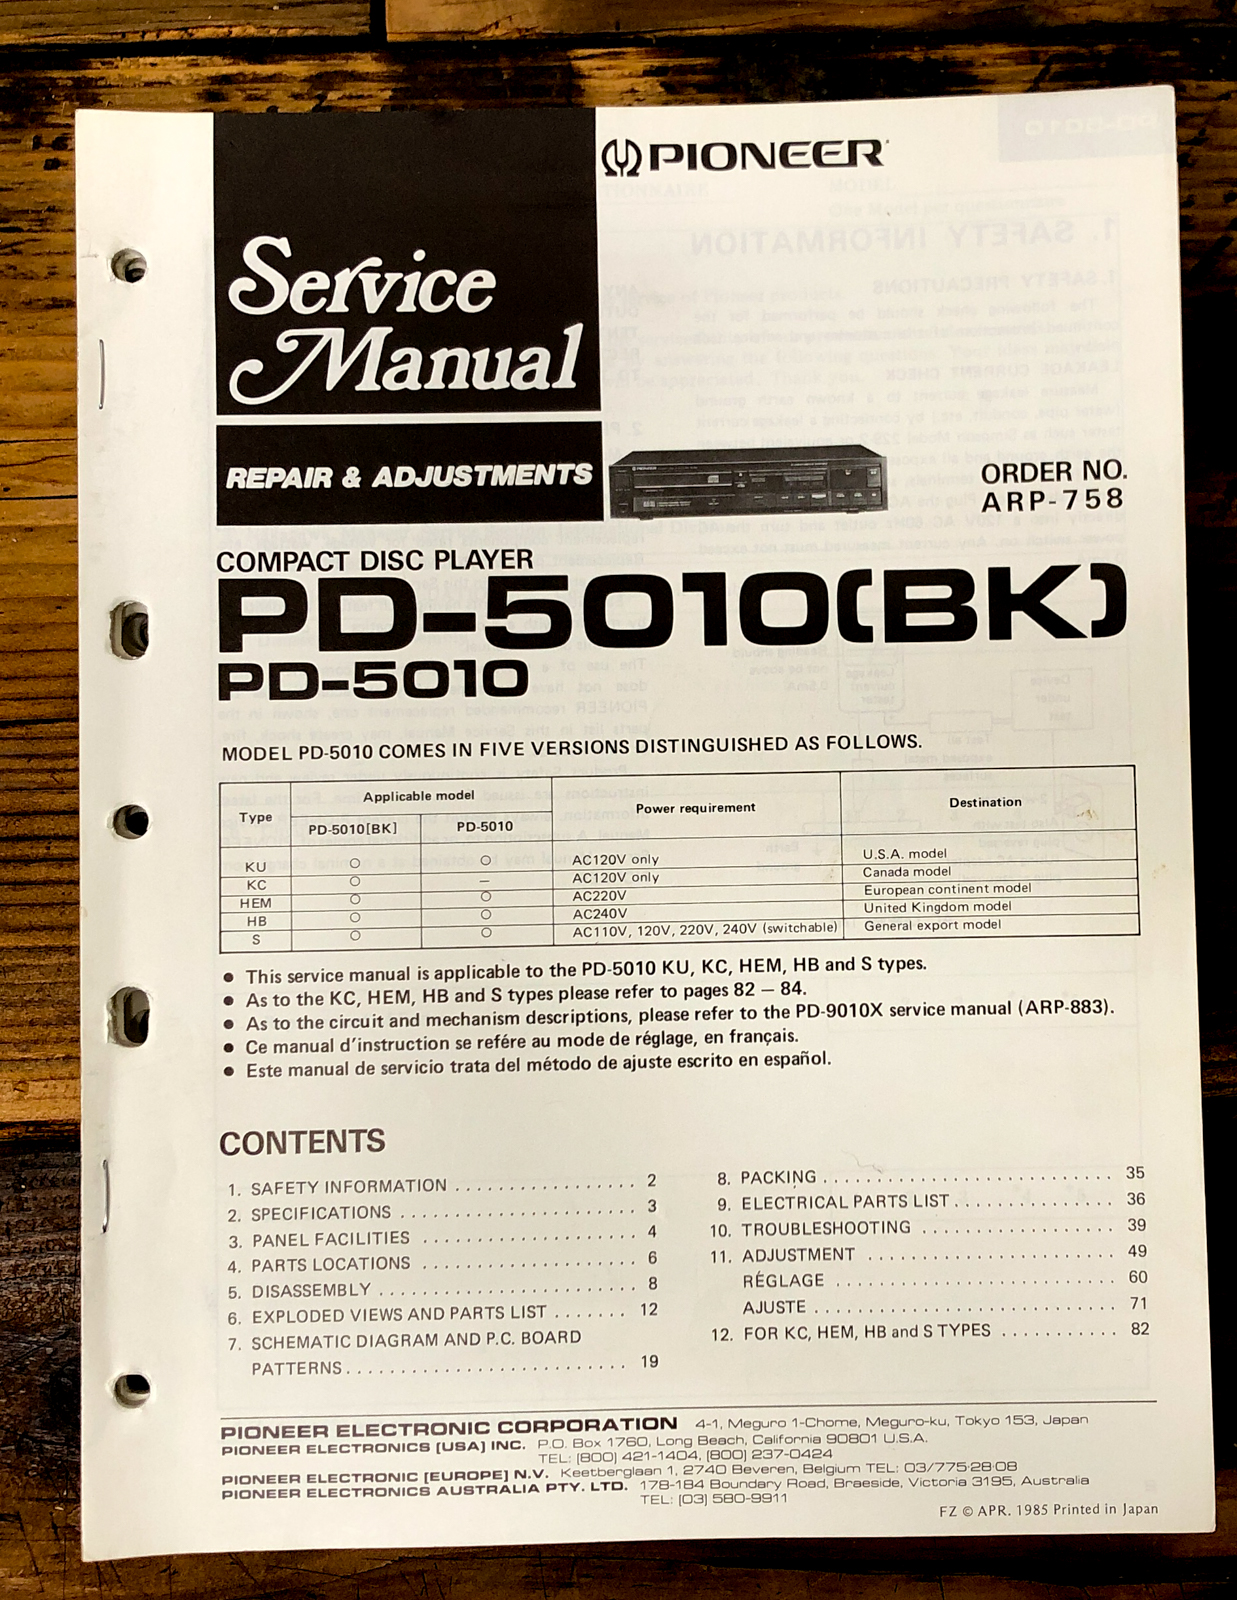 PIONEER
Service
Manual
REPAIR & ADJUSTMENTS
ORDER NO.
ARP-758
COMPACT DISC PLAYER
PD-5010(BK)
PD-5010
MODEL PD-5010 COMES IN FIVE VERSIONS DISTINGUISHED AS FOLLOWS.
Type Applicable model Power requirement Destination
PD-5010[BK] PD-5010
KU ○ ○ AC120V only U.S.A. model
KC ○ – AC120V only Canada model
HEM ○ ○ AC220V European continent model
HB ○ ○ AC240V United Kingdom model
S ○ ○ AC110V, 120V, 220V, 240V (switchable) General export model
● This service manual is applicable to the PD-5010 KU, KC, HEM, HB and S types.
● As to the KC, HEM, HB and S types please refer to pages 82 – 84.
● As to the circuit and mechanism descriptions, please refer to the PD-9010X service manual (ARP-883).
● Ce manual d'instruction se refére au mode de réglage, en français.
● Este manual de servicio trata del método de ajuste escrito en español.
CONTENTS
1. SAFETY INFORMATION . . . . . . . . . . . . . . . . . 2
2. SPECIFICATIONS . . . . . . . . . . . . . . . . . . . . . . 3
3. PANEL FACILITIES . . . . . . . . . . . . . . . . . . . . 4
4. PARTS LOCATIONS . . . . . . . . . . . . . . . . . . . . 6
5. DISASSEMBLY . . . . . . . . . . . . . . . . . . . . . . . . 8
6. EXPLODED VIEWS AND PARTS LIST . . . . . . . 12
7. SCHEMATIC DIAGRAM AND P.C. BOARD
PATTERNS . . . . . . . . . . . . . . . . . . . . . . . . . . 19
8. PACKING . . . . . . . . . . . . . . . . . . . . . . . . . . . 35
9. ELECTRICAL PARTS LIST . . . . . . . . . . . . . . . 36
10. TROUBLESHOOTING . . . . . . . . . . . . . . . . . . 39
11. ADJUSTMENT . . . . . . . . . . . . . . . . . . . . . . . 49
RÉGLAGE . . . . . . . . . . . . . . . . . . . . . . . . . . 60
AJUSTE . . . . . . . . . . . . . . . . . . . . . . . . . . . . 71
12. FOR KC, HEM, HB and S TYPES . . . . . . . . . . . 82
PIONEER ELECTRONIC CORPORATION 4-1, Meguro 1-Chome, Meguro-ku, Tokyo 153, Japan
PIONEER ELECTRONICS [USA] INC. P.O. Box 1760, Long Beach, California 90801 U.S.A.
TEL: [800] 421-1404, [800] 237-0424
PIONEER ELECTRONIC [EUROPE] N.V. Keetberglaan 1, 2740 Beveren, Belgium TEL: 03/775·28·08
PIONEER ELECTRONICS AUSTRALIA PTY. LTD. 178-184 Boundary Road, Braeside, Victoria 3195, Australia
TEL: [03] 580-9911
FZ © APR. 1985 Printed in Japan